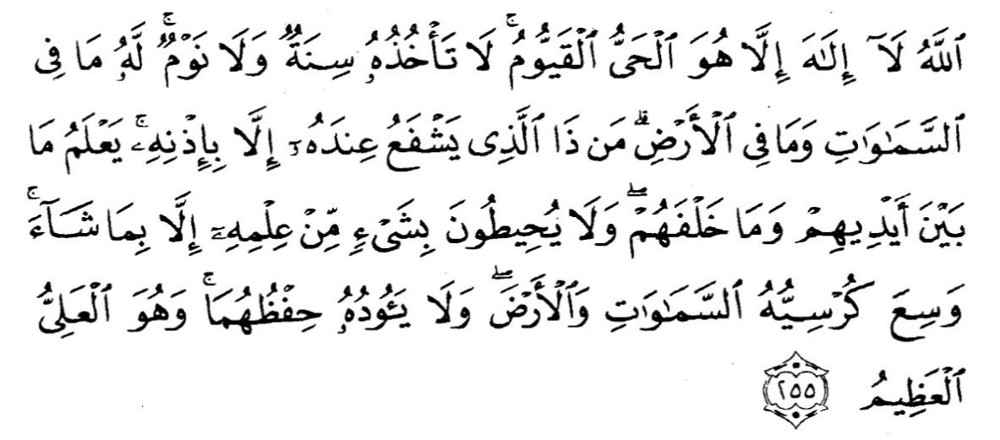 ٱللَّهُ لَآ إِلَٰهَ إِلَّا هُوَ ٱلۡحَيُّ ٱلۡقَيُّومُۚ لَا تَأۡخُذُهُۥ سِنَةٞ وَلَا نَوۡمٞۚ لَّهُۥ مَا فِي
ٱلسَّمَٰوَٰتِ وَمَا فِي ٱلۡأَرۡضِۗ مَن ذَا ٱلَّذِي يَشۡفَعُ عِندَهُۥٓ إِلَّا بِإِذۡنِهِۦۚ يَعۡلَمُ مَا
بَيۡنَ أَيۡدِيهِمۡ وَمَا خَلۡفَهُمۡۖ وَلَا يُحِيطُونَ بِشَيۡءٖ مِّنۡ عِلۡمِهِۦٓ إِلَّا بِمَا شَآءَۚ
وَسِعَ كُرۡسِيُّهُ ٱلسَّمَٰوَٰتِ وَٱلۡأَرۡضَۖ وَلَا يَـُٔودُهُۥ حِفۡظُهُمَاۚ وَهُوَ ٱلۡعَلِيُّ
ٱلۡعَظِيمُ ٢٥٥